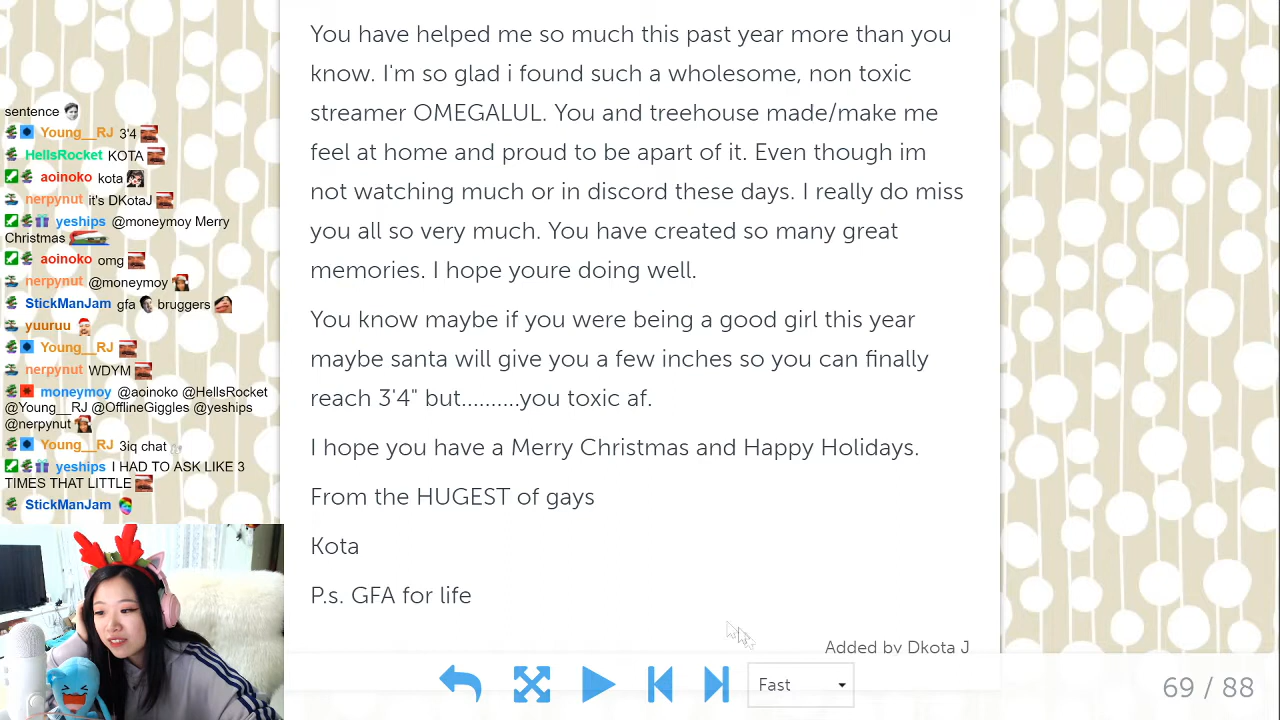 sentence
Young__RJ 3'4
HellsRocket KOTA
aoinoko kota
nerpynut it's DKotaJ
yeships @moneymoy Merry
Christmas
aoinoko omg
nerpynut @moneymoy
StickManJam gfa bruggers
yuuruu
Young__RJ
nerpynut WDYM
moneymoy @aoinoko @HellsRocket
@Young__RJ @OfflineGiggles @yeships
@nerpynut
Young__RJ 3iq chat
yeships I HAD TO ASK LIKE 3
TIMES THAT LITTLE
StickManJam
You have helped me so much this past year more than you
know. I'm so glad i found such a wholesome, non toxic
streamer OMEGALUL. You and treehouse made/make me
feel at home and proud to be apart of it. Even though im
not watching much or in discord these days. I really do miss
you all so very much. You have created so many great
memories. I hope youre doing well.
You know maybe if you were being a good girl this year
maybe santa will give you a few inches so you can finally
reach 3'4" but..........you toxic af.
I hope you have a Merry Christmas and Happy Holidays.
From the HUGEST of gays
Kota
P.s. GFA for life
Added by Dkota J
Fast
69 / 88